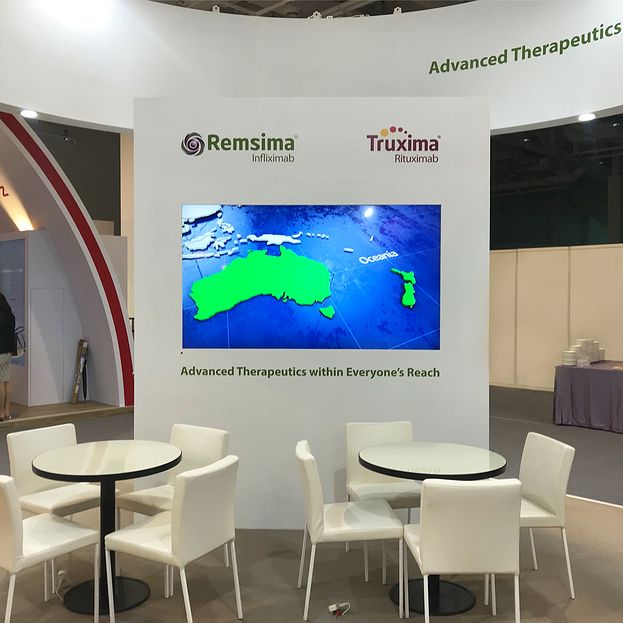 Advanced Therapeutics
Remsima®
Infliximab
Truxima®
Rituximab
Oceania
Advanced Therapeutics within Everyone's Reach